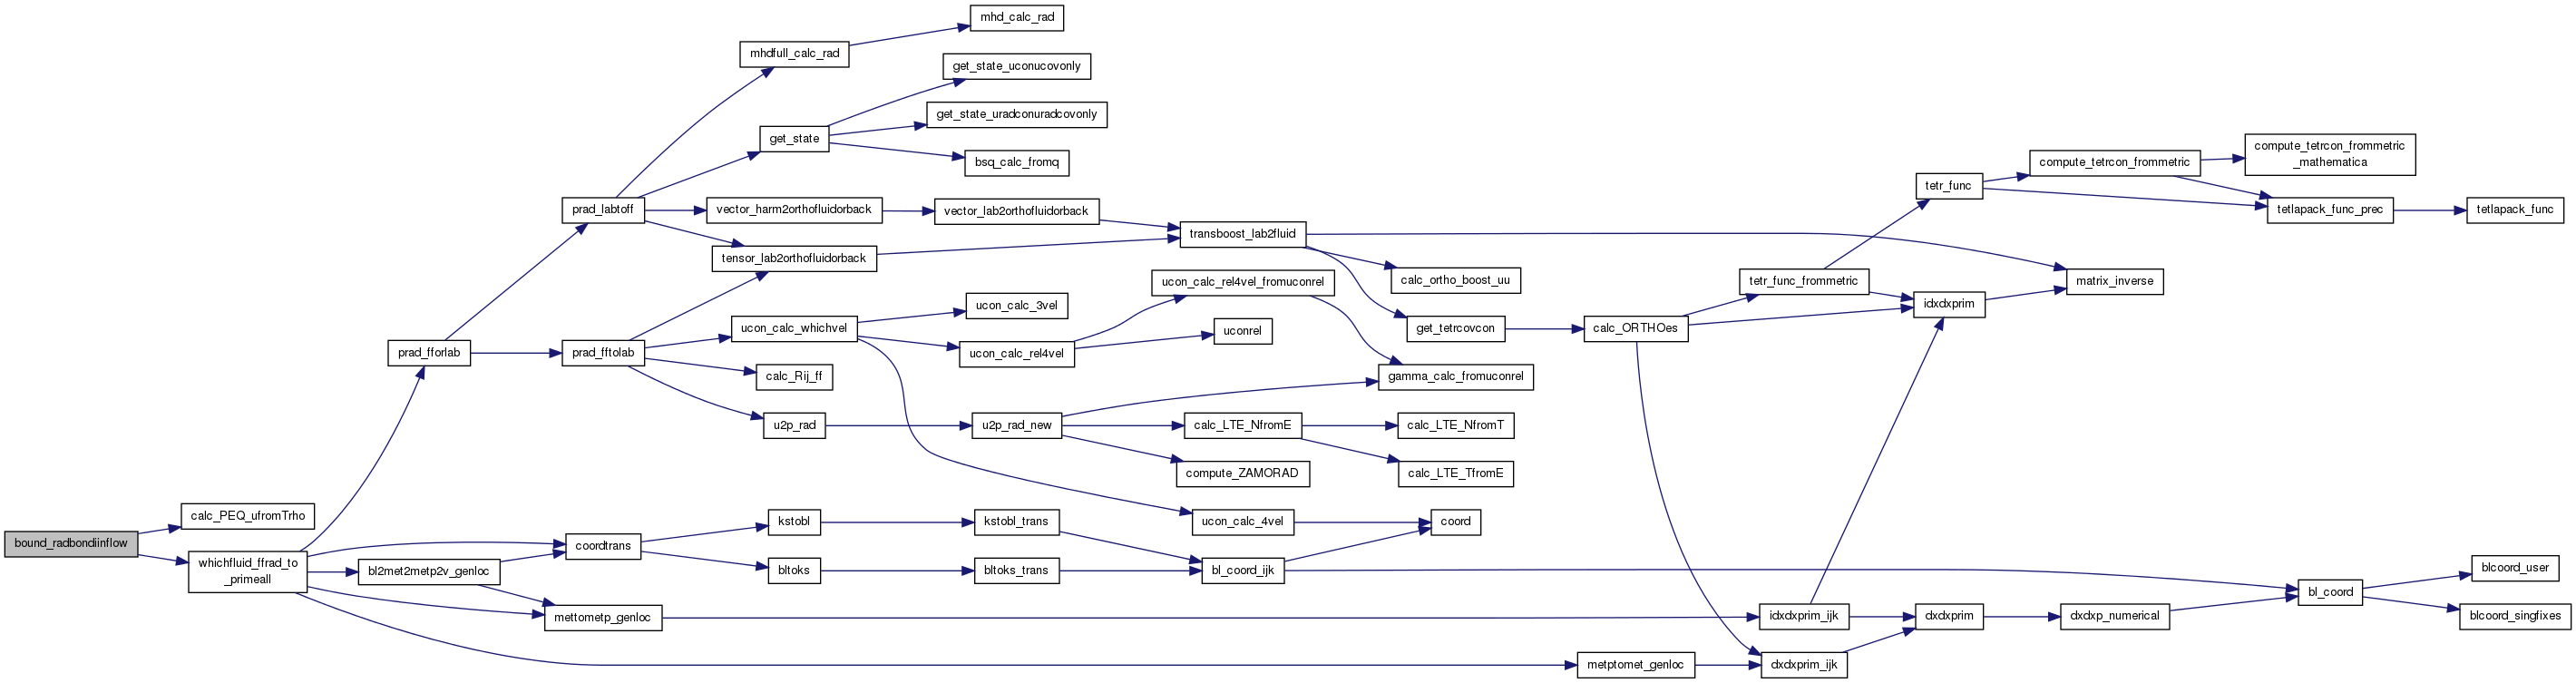 mhd_calc_rad
mhdfull_calc_rad
get_state_uconucovonly
get_state_uradconuradcovonly
get_state
bsq_calc_fromq
compute_tetrcon_frommetric
_mathematica
compute_tetrcon_frommetric
tetr_func
prad_labtoff
vector_harm2orthofluidorback
vector_lab2orthofluidorback
tetlapack_func_prec
tetlapack_func
transboost_lab2fluid
tensor_lab2orthofluidorback
calc_ortho_boost_uu
ucon_calc_rel4vel_fromuconrel
tetr_func_frommetric
matrix_inverse
ucon_calc_3vel
idxdxprim
ucon_calc_whichvel
uconrel
get_tetrcovcon
calc_ORTHOes
prad_fforlab
prad_fftolab
ucon_calc_rel4vel
calc_Rij_ff
gamma_calc_fromuconrel
u2p_rad
u2p_rad_new
calc_LTE_NfromE
calc_LTE_NfromT
compute_ZAMORAD
calc_LTE_TfromE
calc_PEQ_ufromTrho
kstobl
kstobl_trans
ucon_calc_4vel
coord
bound_radbondiinflow
coordtrans
whichfluid_ffrad_to
_primeall
bl2met2metp2v_genloc
bltoks
bltoks_trans
bl_coord_ijk
blcoord_user
bl_coord
mettometp_genloc
idxdxprim_ijk
dxdxprim
dxdxp_numerical
blcoord_singfixes
metptomet_genloc
dxdxprim_ijk